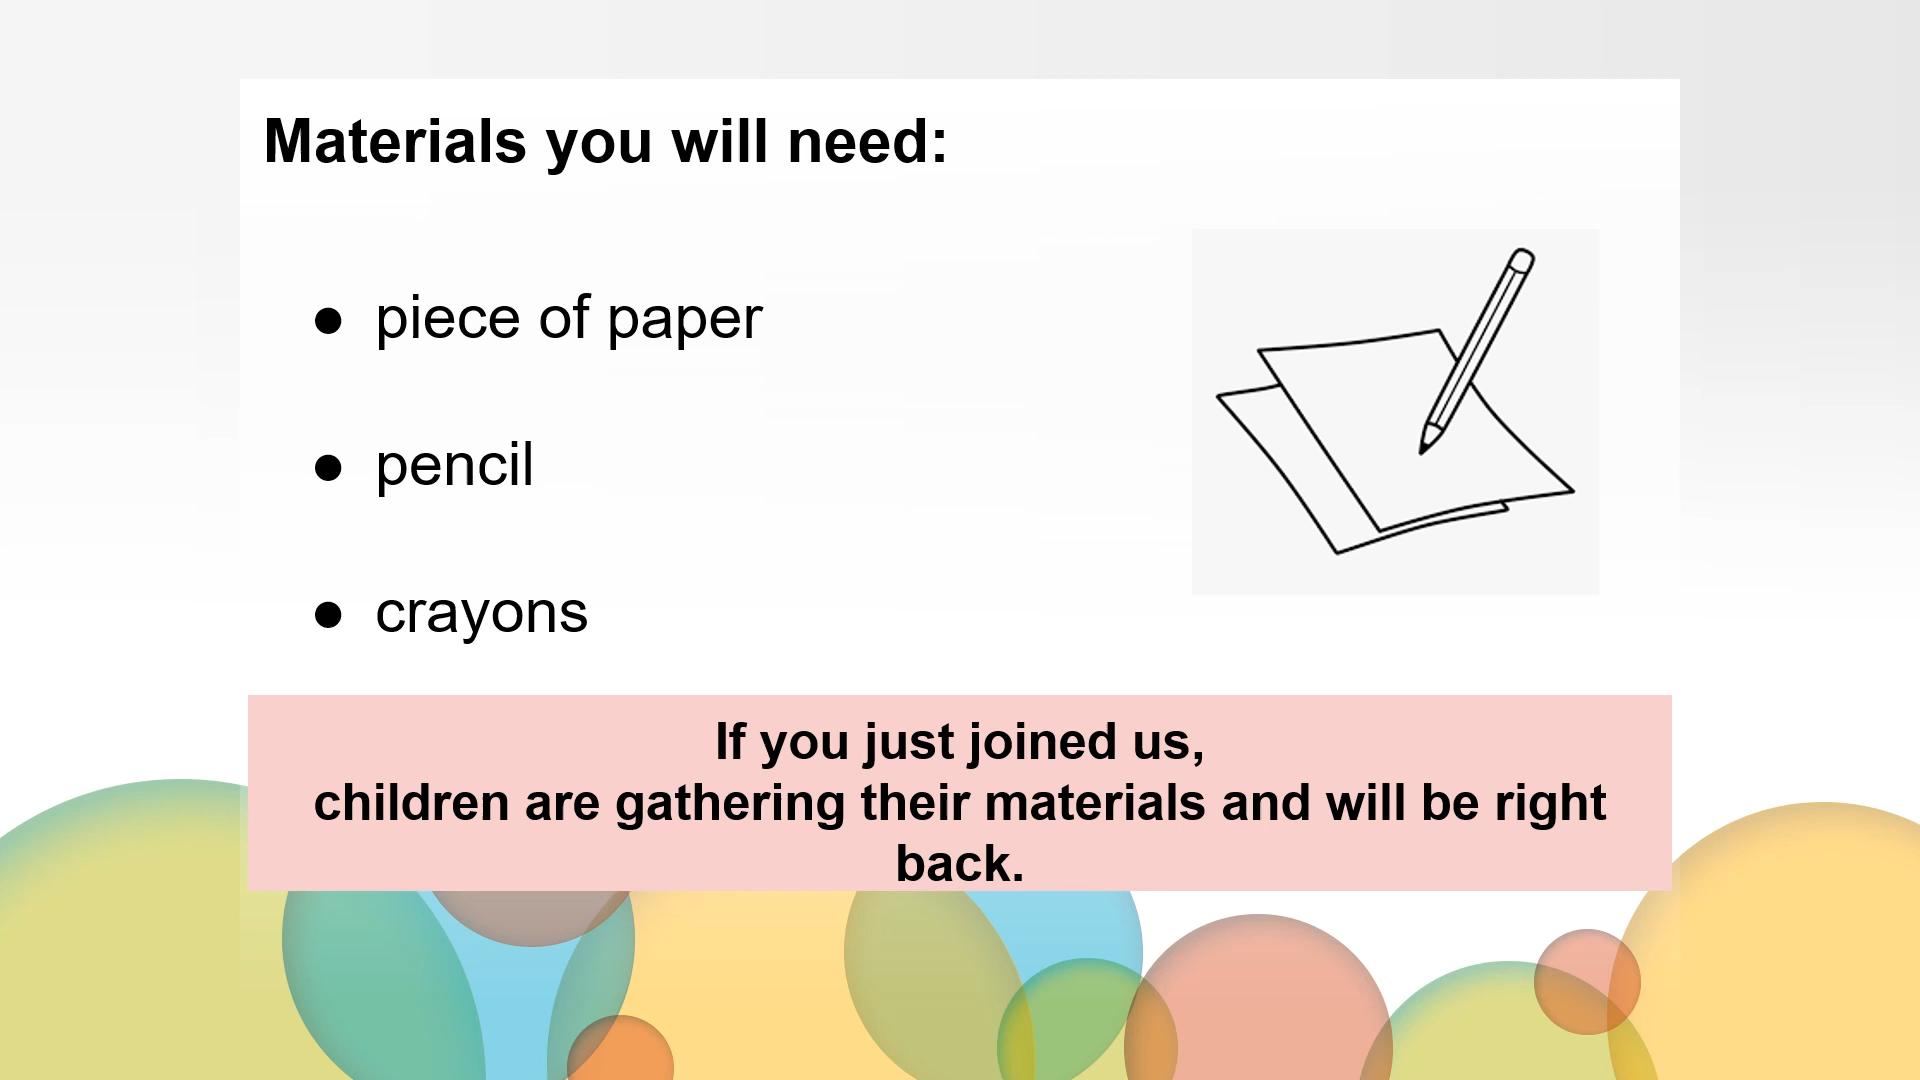 Materials you will need:
● piece of paper
● pencil
● crayons
If you just joined us,
children are gathering their materials and will be right
back.